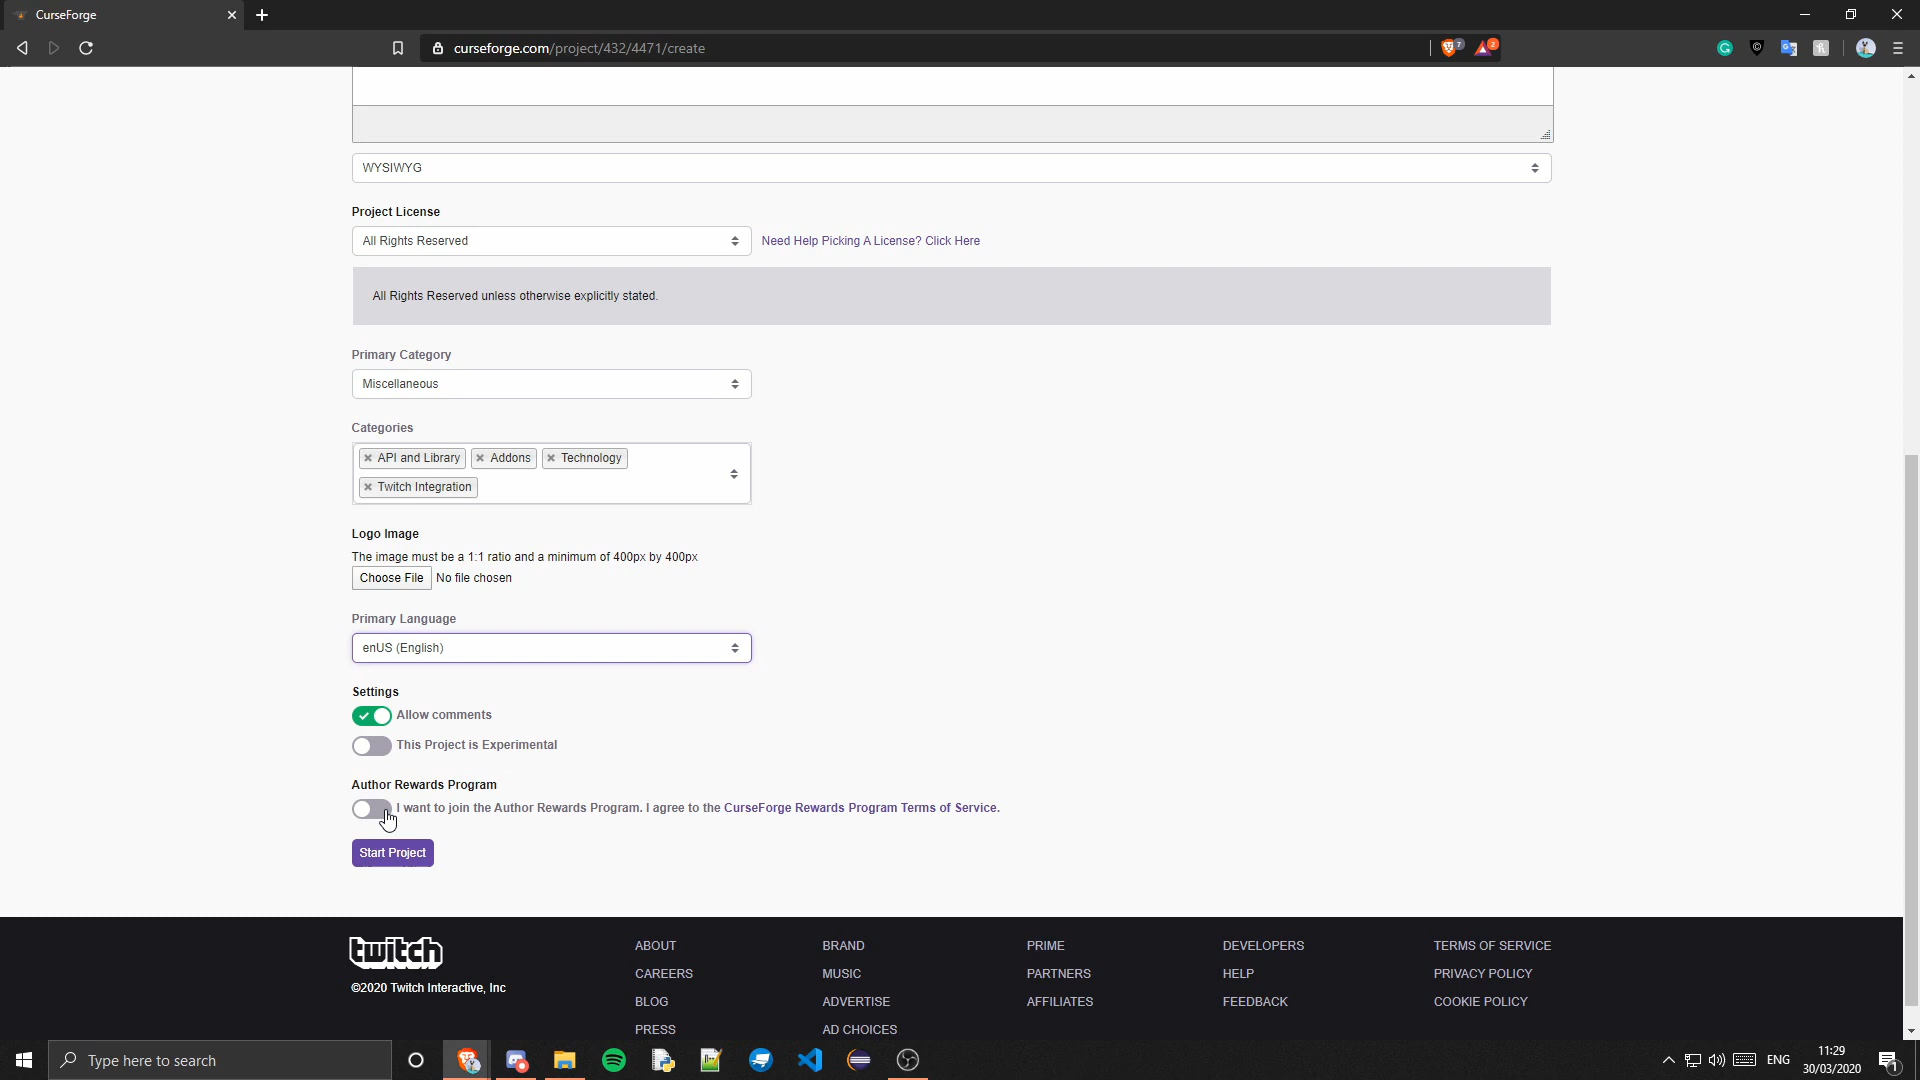 CurseForge
curseforge.com/project/432/4471/create
7
2
WYSIWYG
Project License
All Rights Reserved
Need Help Picking A License? Click Here
All Rights Reserved unless otherwise explicitly stated.
Primary Category
Miscellaneous
Categories
API and Library
Addons
Technology
Twitch Integration
Logo Image
The image must be a 1:1 ratio and a minimum of 400px by 400px
Choose File No file chosen
Primary Language
enUS (English)
Settings
Allow comments
This Project is Experimental
Author Rewards Program
I want to join the Author Rewards Program. I agree to the CurseForge Rewards Program Terms of Service.
Start Project
twitch
©2020 Twitch Interactive, Inc
ABOUT
CAREERS
BLOG
PRESS
BRAND
MUSIC
ADVERTISE
AD CHOICES
PRIME
PARTNERS
AFFILIATES
DEVELOPERS
HELP
FEEDBACK
TERMS OF SERVICE
PRIVACY POLICY
COOKIE POLICY
Type here to search
ENG
11:29
30/03/2020
1